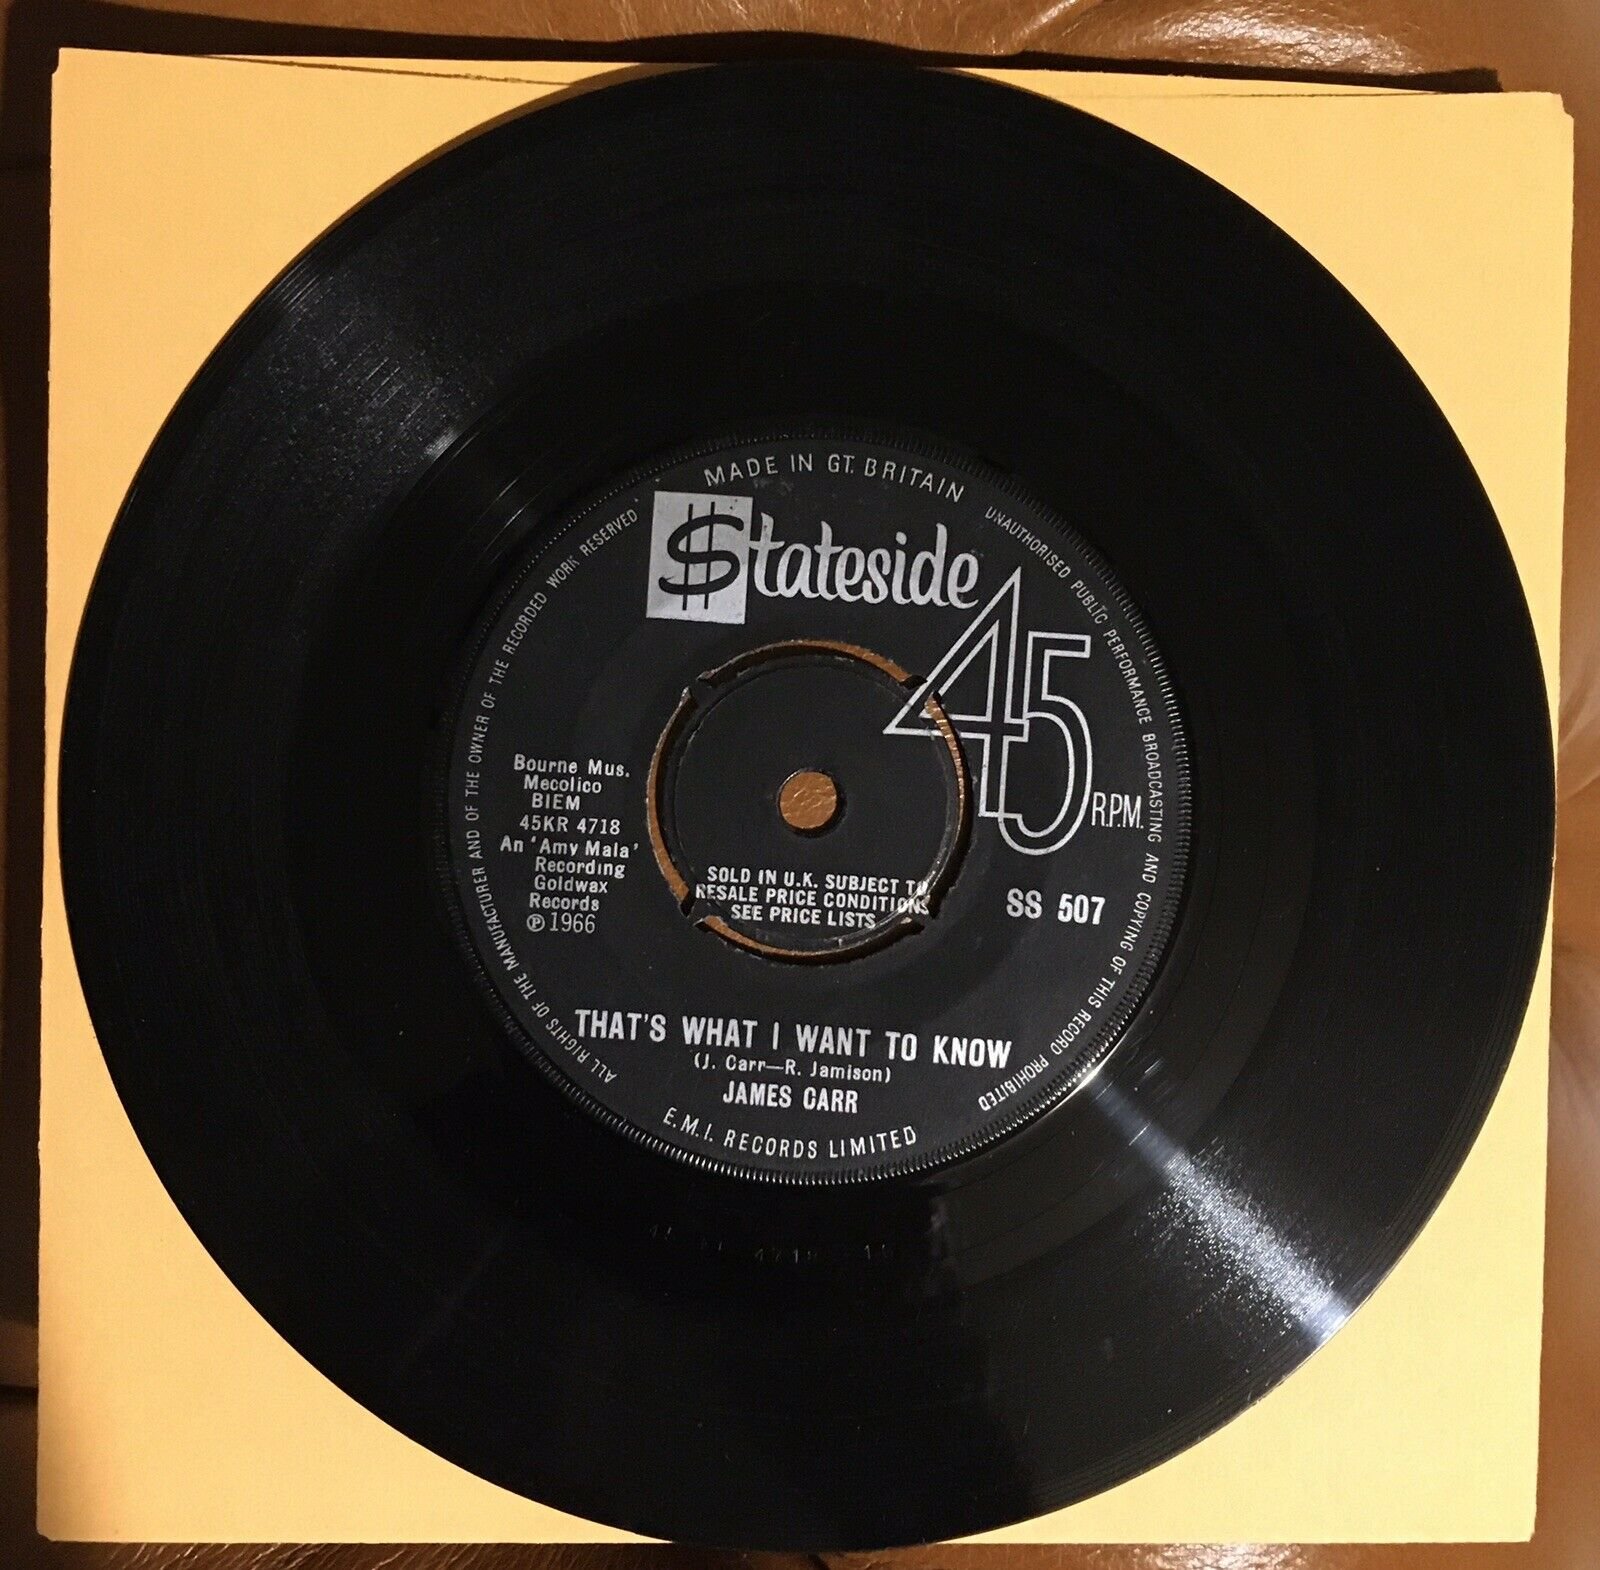 MADE IN GT. BRITAIN
$tateside
45
R.P.M.
Bourne Mus.
Mecolico
BIEM
45KR 4718
An 'Amy Mala'
Recording
Goldwax
Records
℗ 1966
SOLD IN U.K. SUBJECT TO
RESALE PRICE CONDITIONS
SEE PRICE LISTS
SS 507
THAT'S WHAT I WANT TO KNOW
(J. Carr—R. Jamison)
JAMES CARR
E.M.I. RECORDS LIMITED
ALL RIGHTS OF THE MANUFACTURER AND OF THE OWNER OF THE RECORDED WORK RESERVED
UNAUTHORISED PUBLIC PERFORMANCE BROADCASTING AND COPYING OF THIS RECORD PROHIBITED
4718